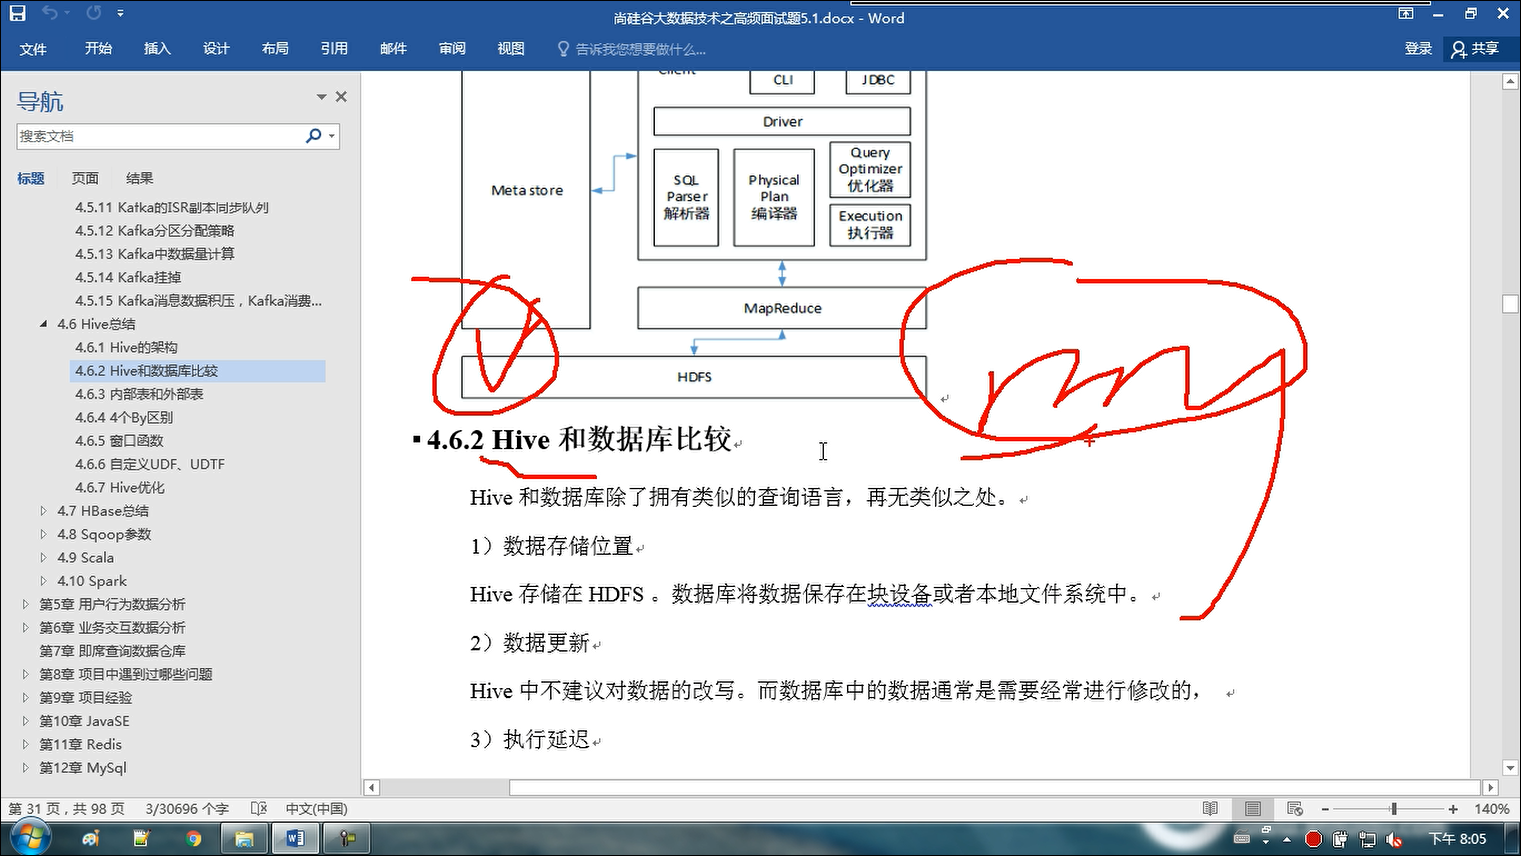 尚硅谷大数据技术之高频面试题5.1.docx - Word
文件 开始 插入 设计 布局 引用 邮件 审阅 视图 告诉我您想要做什么... 登录 共享
导航
搜索文档
标题 页面 结果
4.5.11 Kafka的ISR副本同步队列
4.5.12 Kafka分区分配策略
4.5.13 Kafka中数据量计算
4.5.14 Kafka挂掉
4.5.15 Kafka消息数据积压，Kafka消费...
4.6 Hive总结
4.6.1 Hive的架构
4.6.2 Hive和数据库比较
4.6.3 内部表和外部表
4.6.4 4个By区别
4.6.5 窗口函数
4.6.6 自定义UDF、UDTF
4.6.7 Hive优化
4.7 HBase总结
4.8 Sqoop参数
4.9 Scala
4.10 Spark
第5章 用户行为数据分析
第6章 业务交互数据分析
第7章 即席查询数据仓库
第8章 项目中遇到过哪些问题
第9章 项目经验
第10章 JavaSE
第11章 Redis
第12章 MySql
Client
CLI
JDBC
Driver
Meta store
SQL
Parser
解析器
Physical
Plan
编译器
Query
Optimizer
优化器
Execution
执行器
MapReduce
HDFS
4.6.2 Hive 和数据库比较
Hive 和数据库除了拥有类似的查询语言，再无类似之处。
1）数据存储位置
Hive 存储在 HDFS 。数据库将数据保存在块设备或者本地文件系统中。
2）数据更新
Hive 中不建议对数据的改写。而数据库中的数据通常是需要经常进行修改的，
3）执行延迟
第 31 页，共 98 页 3/30696 个字 中文(中国) 140%
下午 8:05